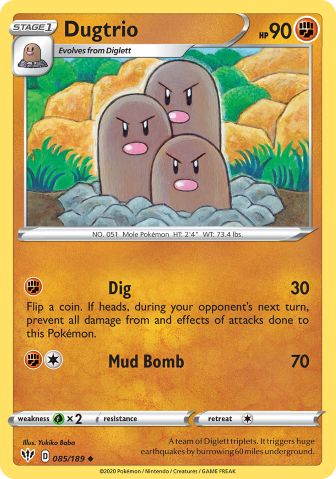 STAGE 1 Dugtrio HP 90
Evolves from Diglett
NO. 051 Mole Pokémon HT: 2'4" WT: 73.4 lbs.
Dig 30
Flip a coin. If heads, during your opponent's next turn,
prevent all damage from and effects of attacks done to
this Pokémon.
Mud Bomb 70
weakness ×2 resistance retreat
Illus. Yukiko Baba
D 085/189
A team of Diglett triplets. It triggers huge
earthquakes by burrowing 60 miles underground.
©2020 Pokémon / Nintendo / Creatures / GAME FREAK